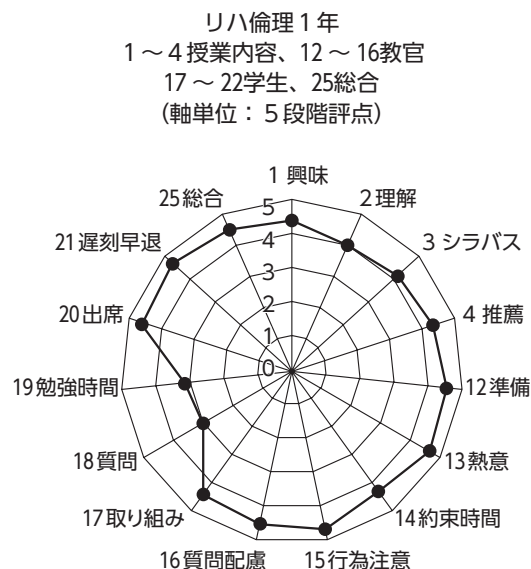 リハ倫理1年
1～4授業内容、12～16教官
17～22学生、25総合
(軸単位：5段階評点)
1 興味
2理解
3 シラバス
4 推薦
12準備
13熱意
14約束時間
15行為注意
16質問配慮
17取り組み
18質問
19勉強時間
20出席
21遅刻早退
25総合
5
4
3
2
1
0